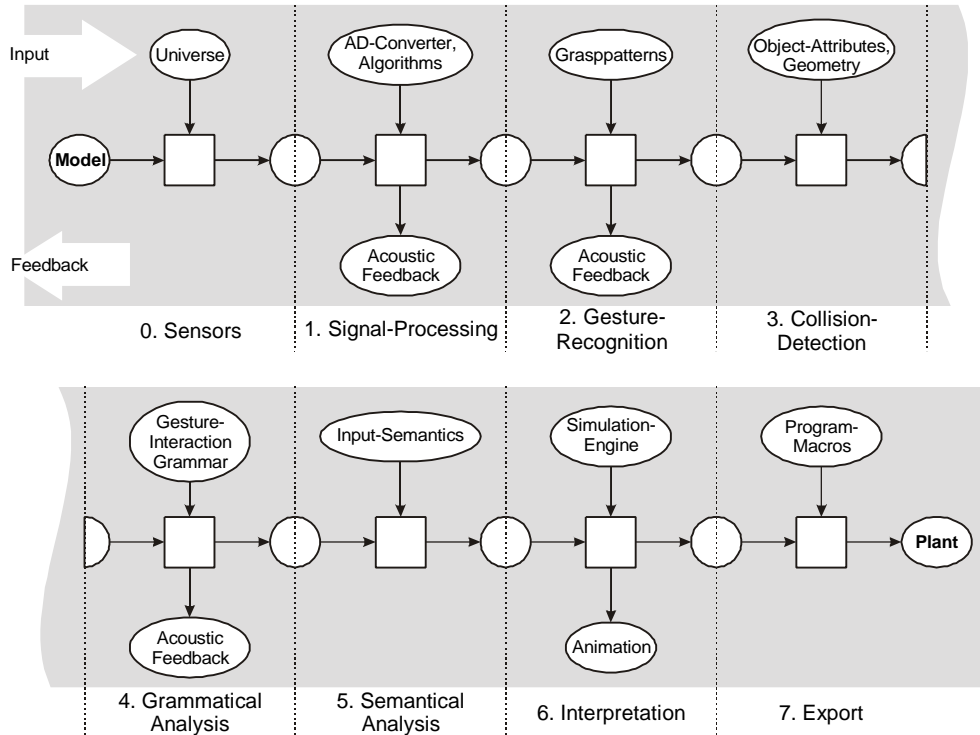 Input
Universe
AD-Converter,
Algorithms
Grasppatterns
Object-Attributes,
Geometry
Model
Feedback
Acoustic
Feedback
Acoustic
Feedback
0. Sensors
1. Signal-Processing
2. Gesture-
Recognition
3. Collision-
Detection
Gesture-
Interaction
Grammar
Input-Semantics
Simulation-
Engine
Program-
Macros
Plant
Acoustic
Feedback
Animation
4. Grammatical
Analysis
5. Semantical
Analysis
6. Interpretation
7. Export